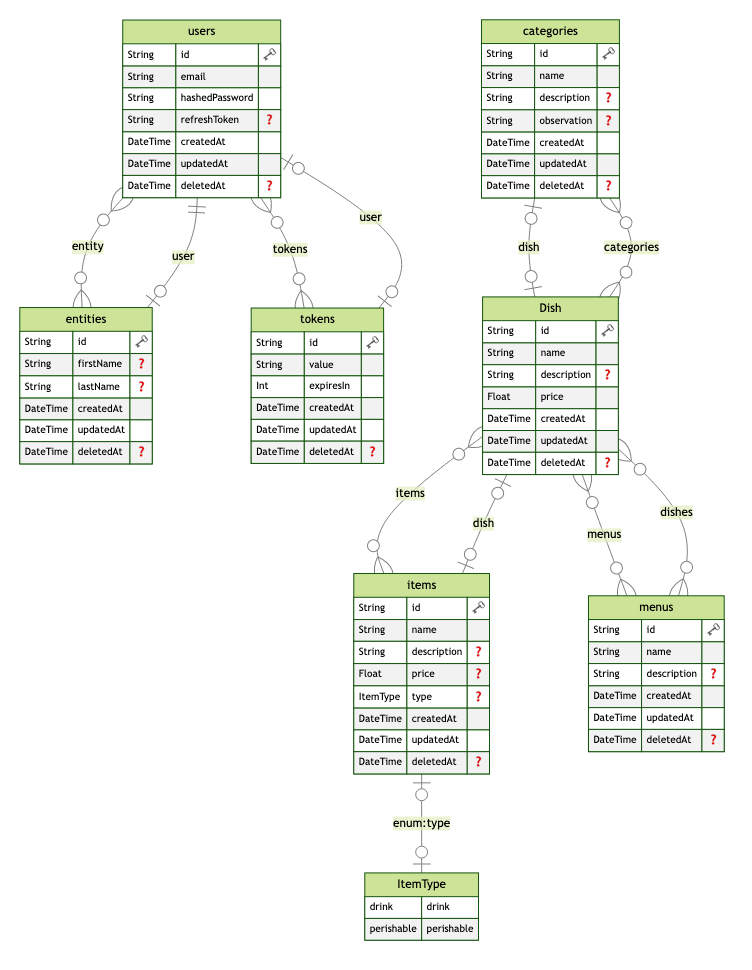 users
String id
String email
String hashedPassword
String refreshToken ?
DateTime createdAt
DateTime updatedAt
DateTime deletedAt ?
categories
String id
String name
String description ?
String observation ?
DateTime createdAt
DateTime updatedAt
DateTime deletedAt ?
entity
user
tokens
user
dish
categories
entities
String id
String firstName ?
String lastName ?
DateTime createdAt
DateTime updatedAt
DateTime deletedAt ?
tokens
String id
String value
Int expiresIn
DateTime createdAt
DateTime updatedAt
DateTime deletedAt ?
Dish
String id
String name
String description ?
Float price
DateTime createdAt
DateTime updatedAt
DateTime deletedAt ?
items
dish
menus
dishes
items
String id
String name
String description ?
Float price ?
ItemType type ?
DateTime createdAt
DateTime updatedAt
DateTime deletedAt ?
menus
String id
String name
String description ?
DateTime createdAt
DateTime updatedAt
DateTime deletedAt ?
enum:type
ItemType
drink drink
perishable perishable